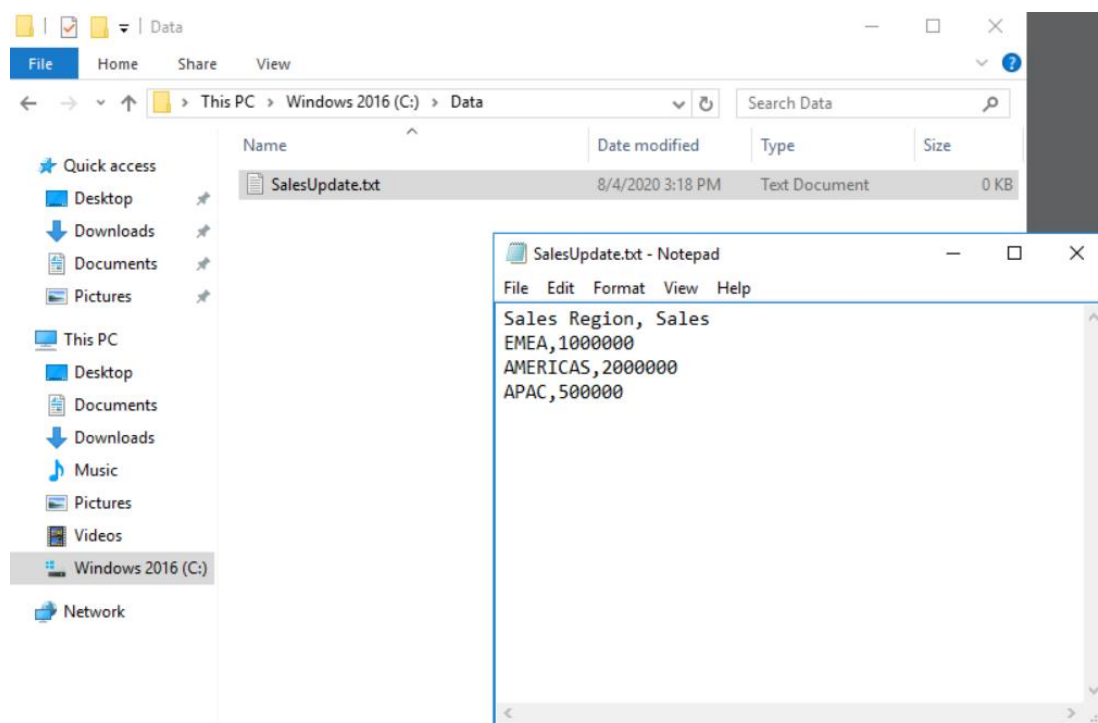 Data
File Home Share View
This PC > Windows 2016 (C:) > Data
Search Data
Name Date modified Type Size
SalesUpdate.txt 8/4/2020 3:18 PM Text Document 0 KB
Quick access
Desktop
Downloads
Documents
Pictures
This PC
Desktop
Documents
Downloads
Music
Pictures
Videos
Windows 2016 (C:)
Network
SalesUpdate.txt - Notepad
File Edit Format View Help
Sales Region, Sales
EMEA,1000000
AMERICAS,2000000
APAC,500000